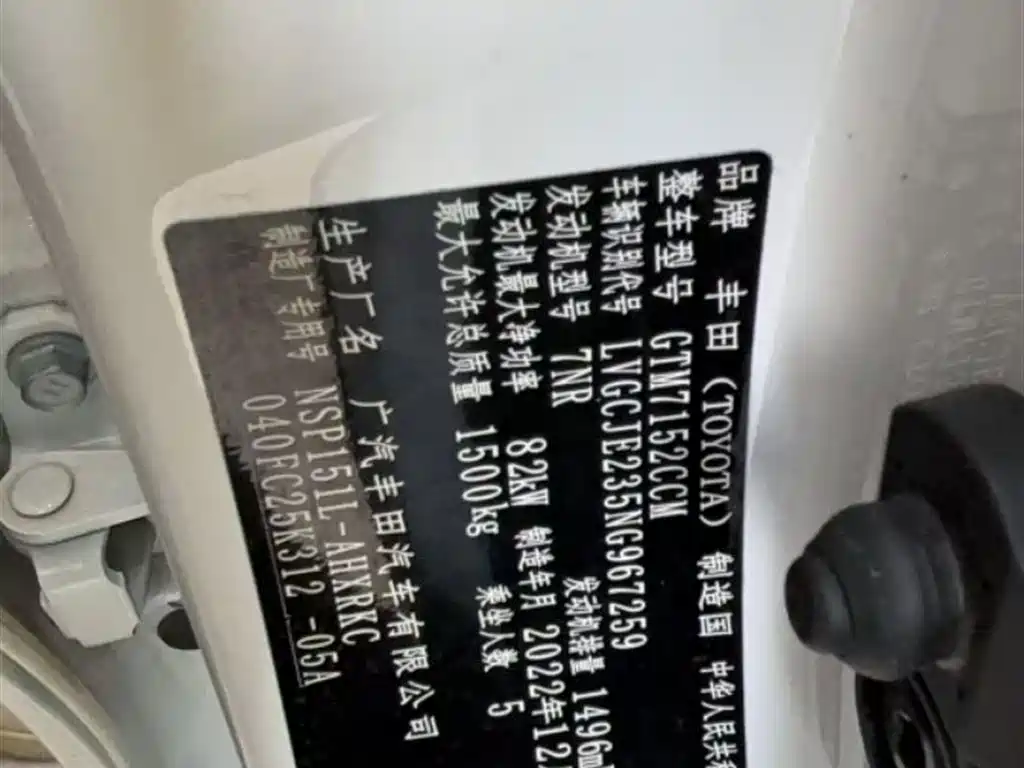 品牌 丰田 (TOYOTA) 制造国 中华人民共和
整车型号 GTM7152CCM
车辆识别代号 LVGCJE235NG967259
发动机型号 7NR 发动机排量 1496m
发动机最大净功率 82kW 制造年月 2022年12
最大允许总质量 1500kg 乘坐人数 5
生产厂名 广汽丰田汽车有限公司
制造厂专用号 NSP151L-AHXRKC
040FC25K312 -05A